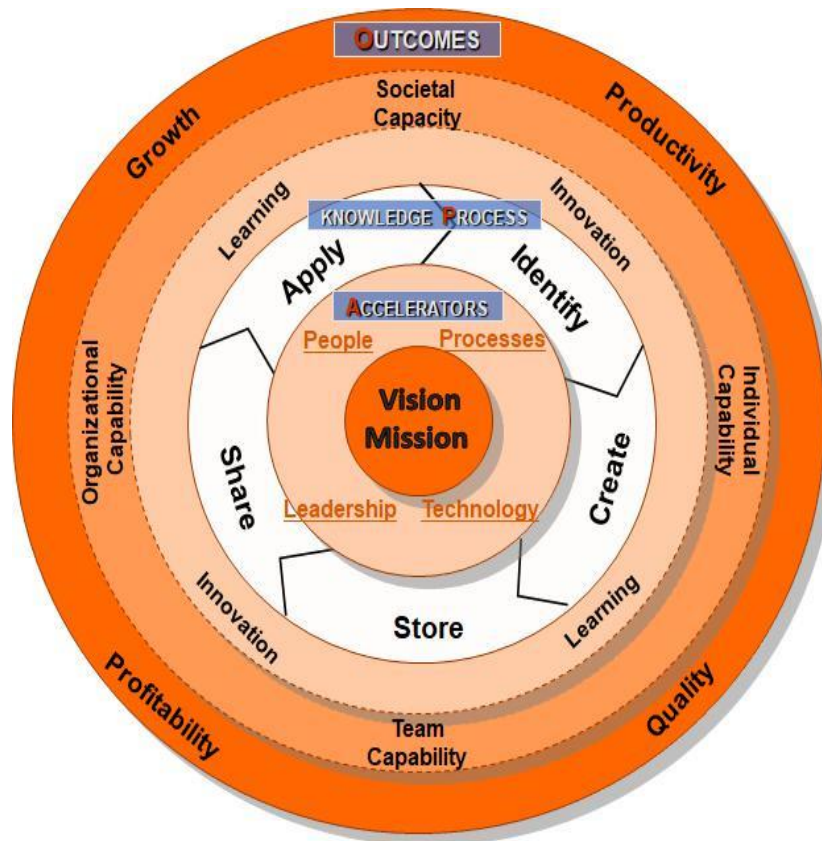 OUTCOMES
Growth
Productivity
Societal
Capacity
Learning
Innovation
KNOWLEDGE PROCESS
Apply
Identify
ACCELERATORS
People
Processes
Organizational
Capability
Individual
Capability
Vision
Mission
Share
Create
Leadership
Technology
Innovation
Store
Learning
Profitability
Team
Capability
Quality